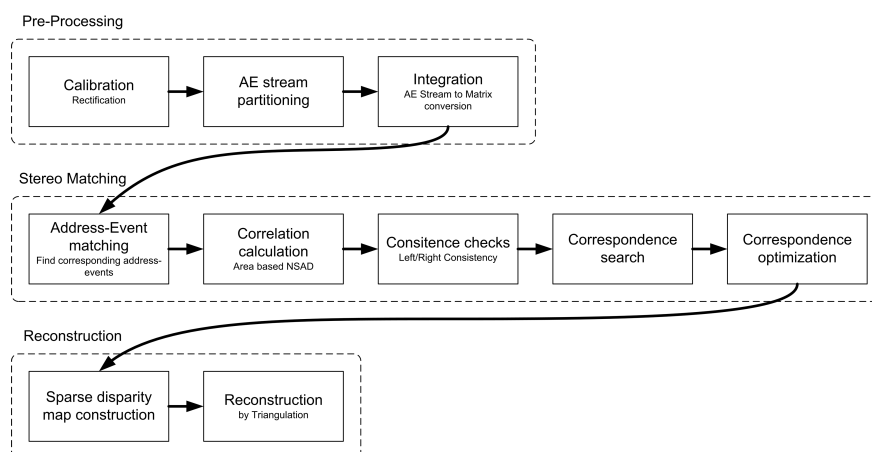 Pre-Processing
Calibration
Rectification
AE stream
partitioning
Integration
AE Stream to Matrix
conversion
Stereo Matching
Address-Event
matching
Find corresponding address-
events
Correlation
calculation
Area based NSAD
Consitence checks
Left/Right Consistency
Correspondence
search
Correspondence
optimization
Reconstruction
Sparse disparity
map construction
Reconstruction
by Triangulation